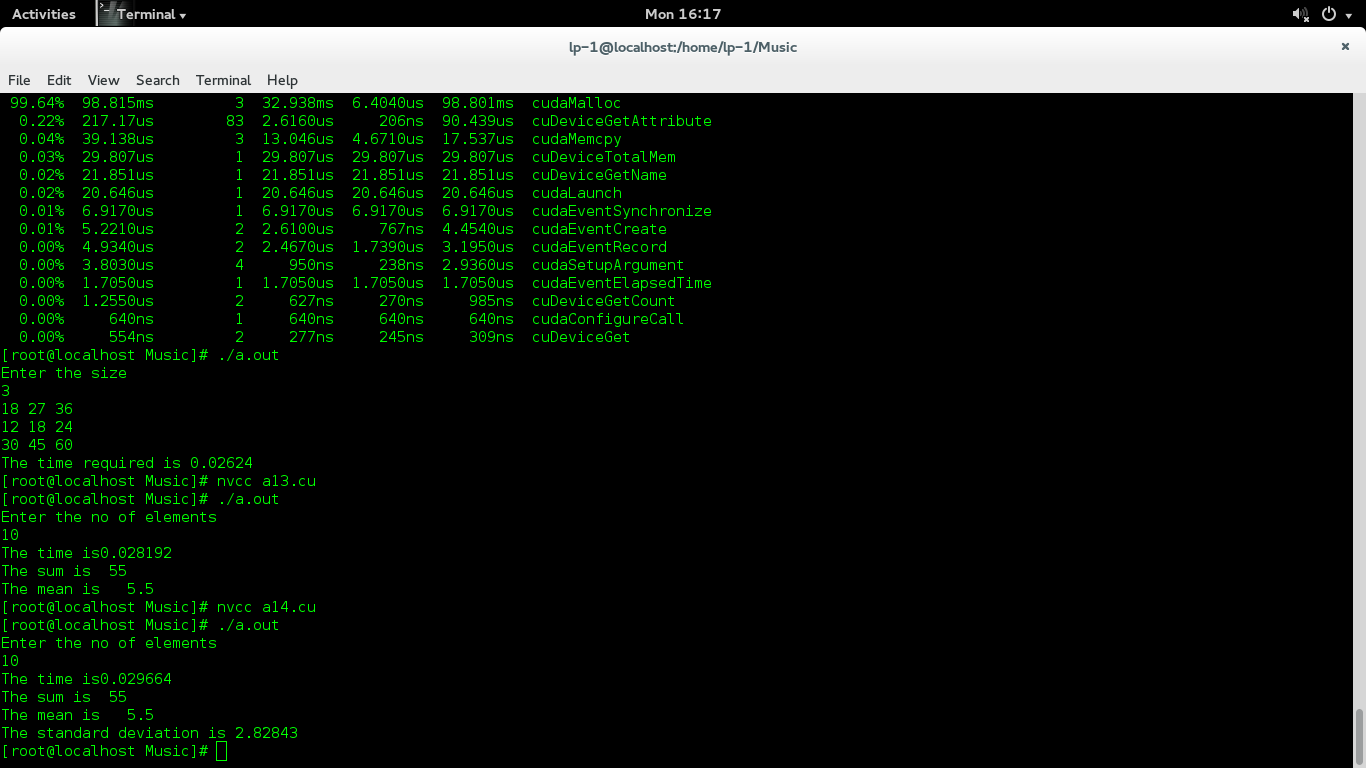 Activities Terminal Mon 16:17
lp-1@localhost:/home/lp-1/Music
File Edit View Search Terminal Help
99.64% 98.815ms 3 32.938ms 6.4040us 98.801ms cudaMalloc
0.22% 217.17us 83 2.6160us 206ns 90.439us cuDeviceGetAttribute
0.04% 39.138us 3 13.046us 4.6710us 17.537us cudaMemcpy
0.03% 29.807us 1 29.807us 29.807us 29.807us cuDeviceTotalMem
0.02% 21.851us 1 21.851us 21.851us 21.851us cuDeviceGetName
0.02% 20.646us 1 20.646us 20.646us 20.646us cudaLaunch
0.01% 6.9170us 1 6.9170us 6.9170us 6.9170us cudaEventSynchronize
0.01% 5.2210us 2 2.6100us 767ns 4.4540us cudaEventCreate
0.00% 4.9340us 2 2.4670us 1.7390us 3.1950us cudaEventRecord
0.00% 3.8030us 4 950ns 238ns 2.9360us cudaSetupArgument
0.00% 1.7050us 1 1.7050us 1.7050us 1.7050us cudaEventElapsedTime
0.00% 1.2550us 2 627ns 270ns 985ns cuDeviceGetCount
0.00% 640ns 1 640ns 640ns 640ns cudaConfigureCall
0.00% 554ns 2 277ns 245ns 309ns cuDeviceGet
[root@localhost Music]# ./a.out
Enter the size
3
18 27 36
12 18 24
30 45 60
The time required is 0.02624
[root@localhost Music]# nvcc a13.cu
[root@localhost Music]# ./a.out
Enter the no of elements
10
The time is0.028192
The sum is  55
The mean is   5.5
[root@localhost Music]# nvcc a14.cu
[root@localhost Music]# ./a.out
Enter the no of elements
10
The time is0.029664
The sum is  55
The mean is   5.5
The standard deviation is 2.82843
[root@localhost Music]#